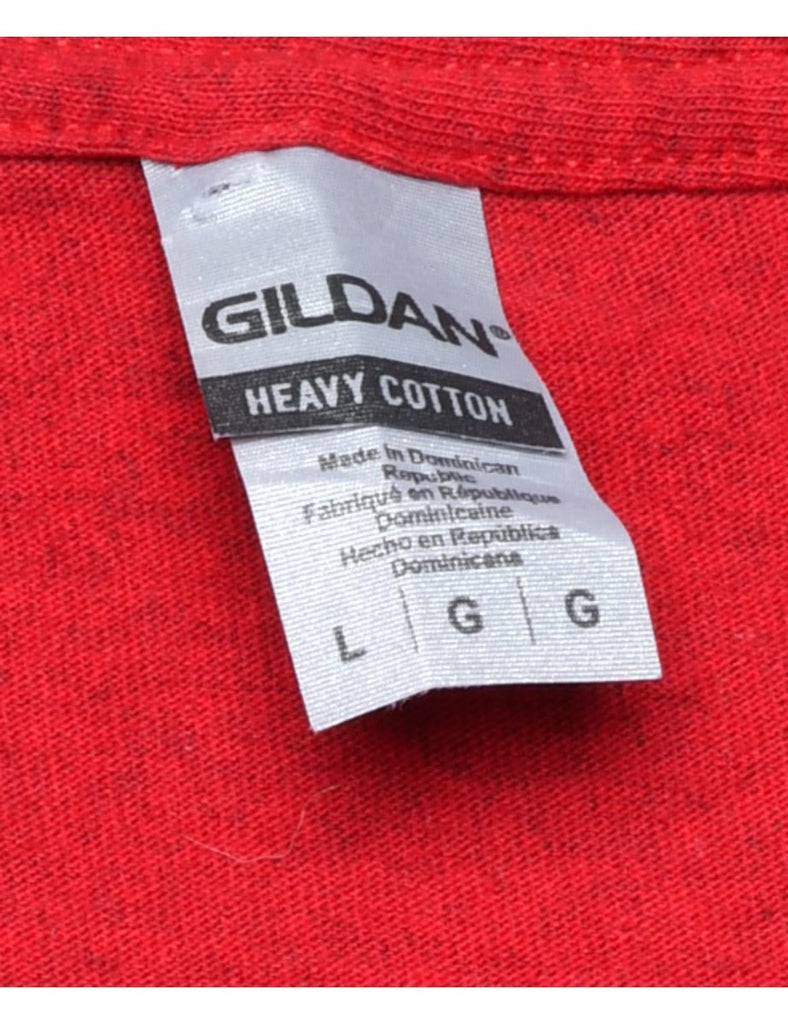 GILDAN®
HEAVY COTTON
Made in Dominican
Republic
Fabriqué en République
Dominicaine
Hecho en República
Dominicana
L | G | G